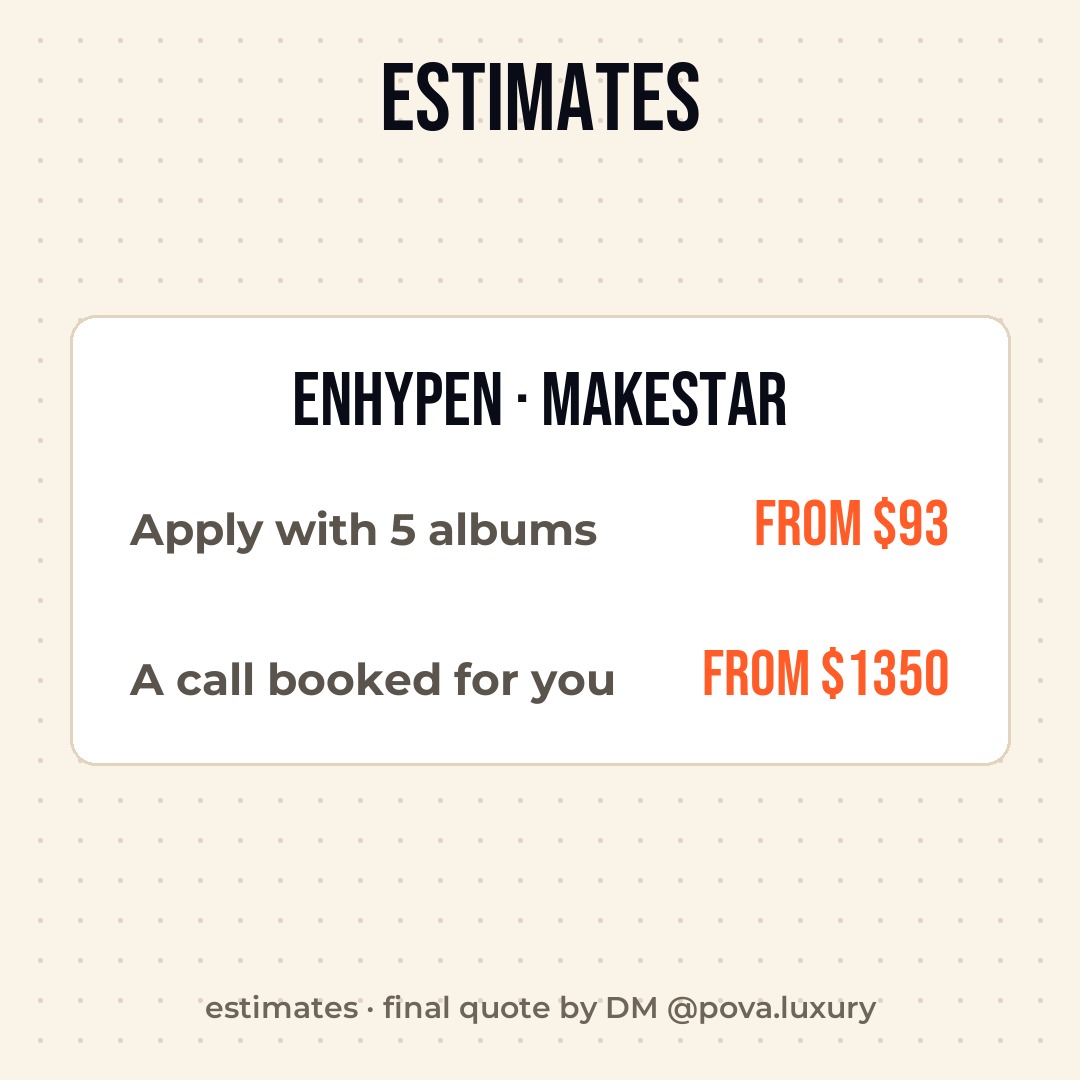 ESTIMATES
ENHYPEN · MAKESTAR
Apply with 5 albums FROM $93
A call booked for you FROM $1350
estimates · final quote by DM @pova.luxury